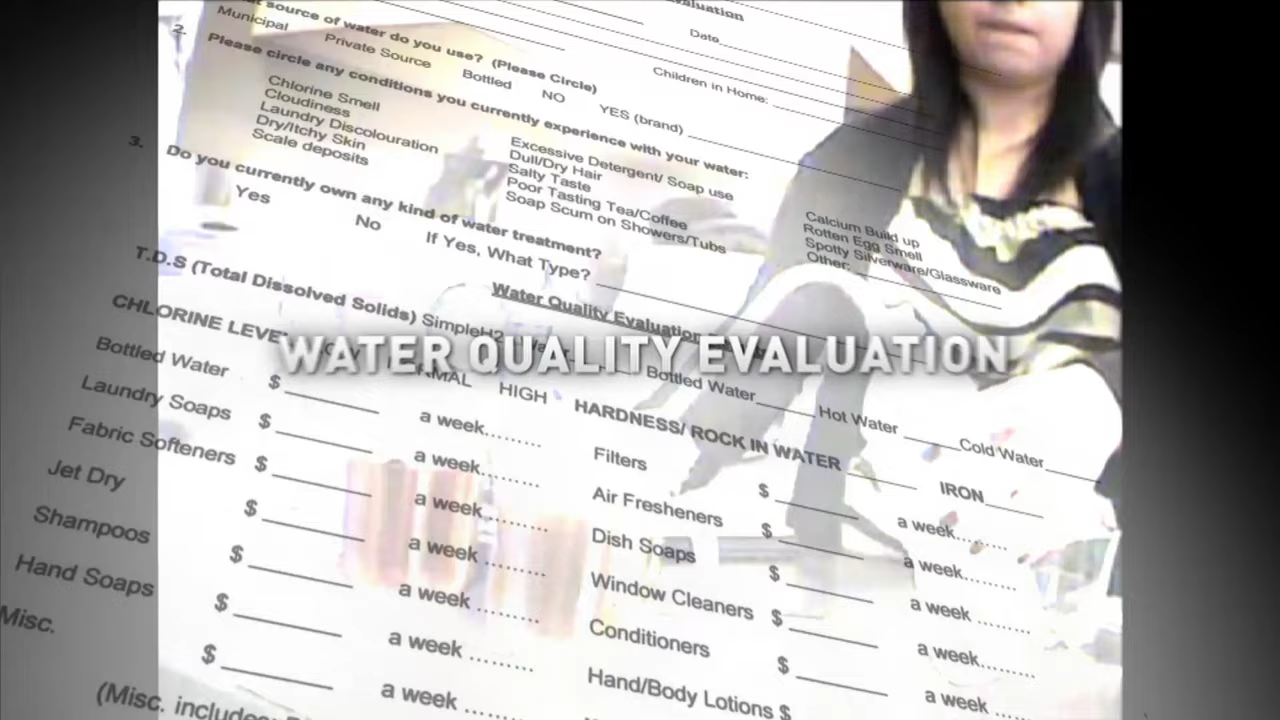 aluation
Date
source of water do you use? (Please Circle)
Municipal Private Source Bottled NO YES (brand)
Children in Home:
2. Please circle any conditions you currently experience with your water:
Chlorine Smell
Cloudiness
Laundry Discolouration
Dry/Itchy Skin
Scale deposits
Excessive Detergent/ Soap use
Dull/Dry Hair
Salty Taste
Poor Tasting Tea/Coffee
Soap Scum on Showers/Tubs
Calcium Build up
Rotten Egg Smell
Spotty Silverware/Glassware
Other:
3. Do you currently own any kind of water treatment?
Yes No If Yes, What Type?
Water Quality Evaluation
T.D.S (Total Dissolved Solids) SimpleH2 Bottled Water Hot Water Cold Water
CHLORINE LEVE HIGH HARDNESS/ ROCK IN WATER IRON
WATER QUALITY EVALUATION
Bottled Water $ a week......... Filters $ a week.........
Laundry Soaps $ a week......... Air Fresheners $ a week.........
Fabric Softeners $ a week......... Dish Soaps $ a week.........
Jet Dry $ a week ......... Window Cleaners $ a week.........
Shampoos $ a week ......... Conditioners $ a week.........
Hand Soaps $ a week ......... Hand/Body Lotions $
Misc. $ a week .........
(Misc. includes: